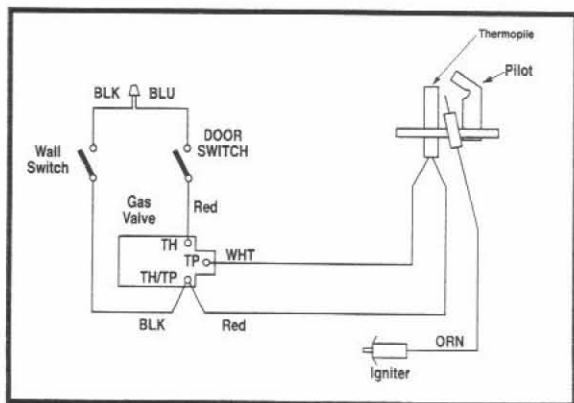 Thermopile
Pilot
BLK
BLU
Wall
Switch
DOOR
SWITCH
Gas
Valve
Red
TH
TP
WHT
TH/TP
BLK
Red
ORN
Igniter